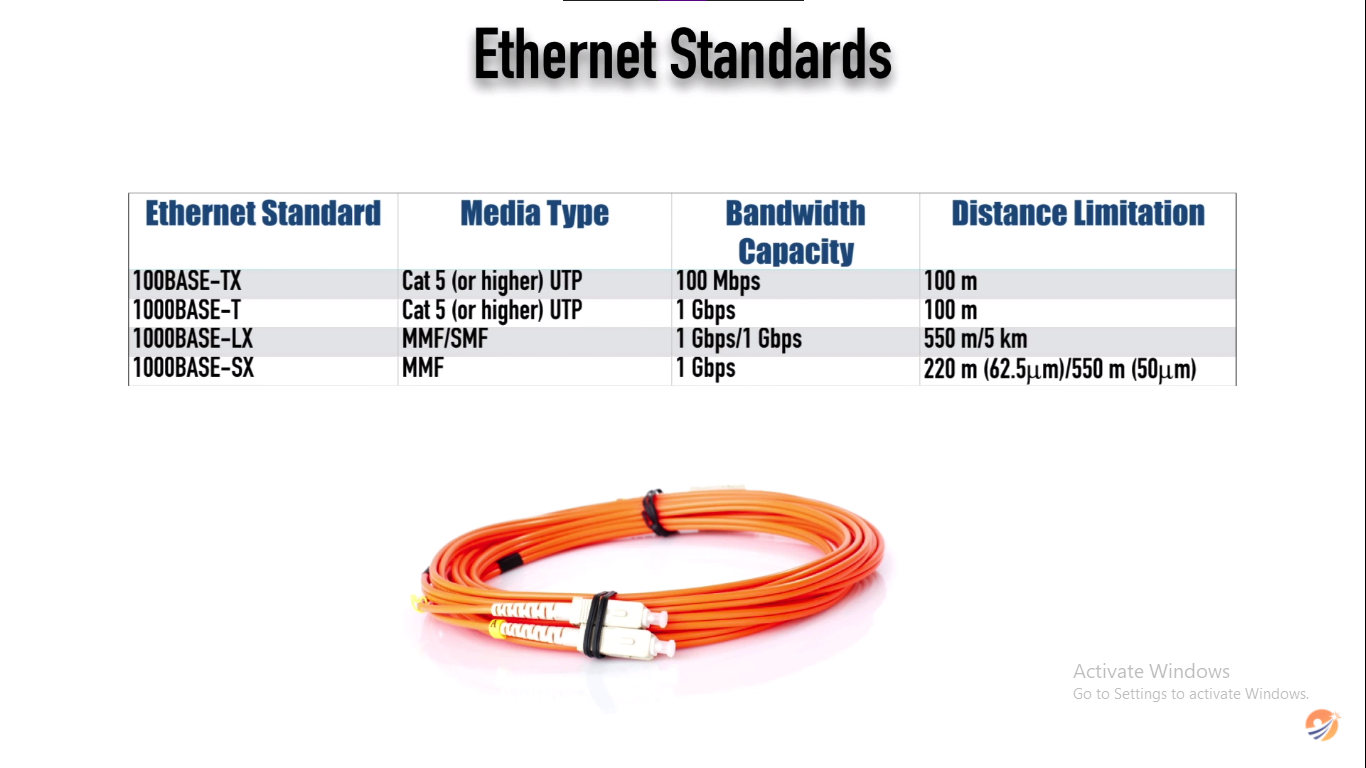 Ethernet Standards
Ethernet Standard Media Type Bandwidth Capacity Distance Limitation
100BASE-TX Cat 5 (or higher) UTP 100 Mbps 100 m
1000BASE-T Cat 5 (or higher) UTP 1 Gbps 100 m
1000BASE-LX MMF/SMF 1 Gbps/1 Gbps 550 m/5 km
1000BASE-SX MMF 1 Gbps 220 m (62.5μm)/550 m (50μm)
Activate Windows
Go to Settings to activate Windows.